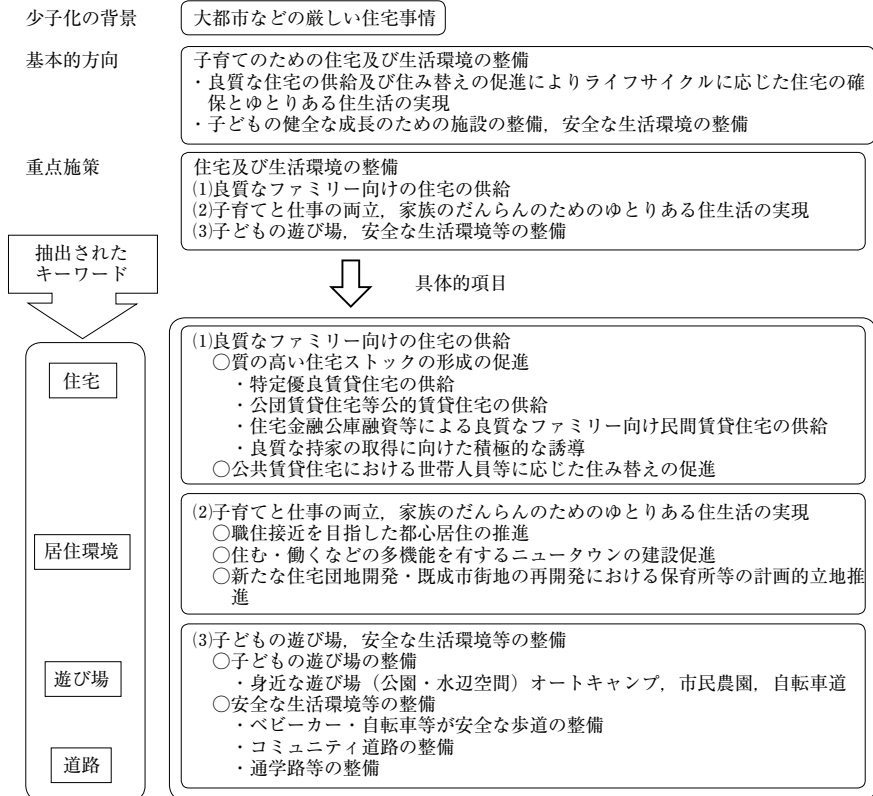 少子化の背景
大都市などの厳しい住宅事情
基本的方向
子育てのための住宅及び生活環境の整備
・良質な住宅の供給及び住み替えの促進によりライフサイクルに応じた住宅の確
保とゆとりある住生活の実現
・子どもの健全な成長のための施設の整備，安全な生活環境の整備
重点施策
住宅及び生活環境の整備
⑴良質なファミリー向けの住宅の供給
⑵子育てと仕事の両立，家族のだんらんのためのゆとりある住生活の実現
⑶子どもの遊び場，安全な生活環境等の整備
抽出された
キーワード
具体的項目
住宅
⑴良質なファミリー向けの住宅の供給
○質の高い住宅ストックの形成の促進
・特定優良賃貸住宅の供給
・公団賃貸住宅等公的賃貸住宅の供給
・住宅金融公庫融資等による良質なファミリー向け民間賃貸住宅の供給
・良質な持家の取得に向けた積極的な誘導
○公共賃貸住宅における世帯人員等に応じた住み替えの促進
居住環境
⑵子育てと仕事の両立，家族のだんらんのためのゆとりある住生活の実現
○職住接近を目指した都心居住の推進
○住む・働くなどの多機能を有するニュータウンの建設促進
○新たな住宅団地開発・既成市街地の再開発における保育所等の計画的立地推
進
遊び場
⑶子どもの遊び場，安全な生活環境等の整備
○子どもの遊び場の整備
・身近な遊び場（公園・水辺空間）オートキャンプ，市民農園，自転車道
○安全な生活環境等の整備
・ベビーカー・自転車等が安全な歩道の整備
・コミュニティ道路の整備
・通学路等の整備
道路